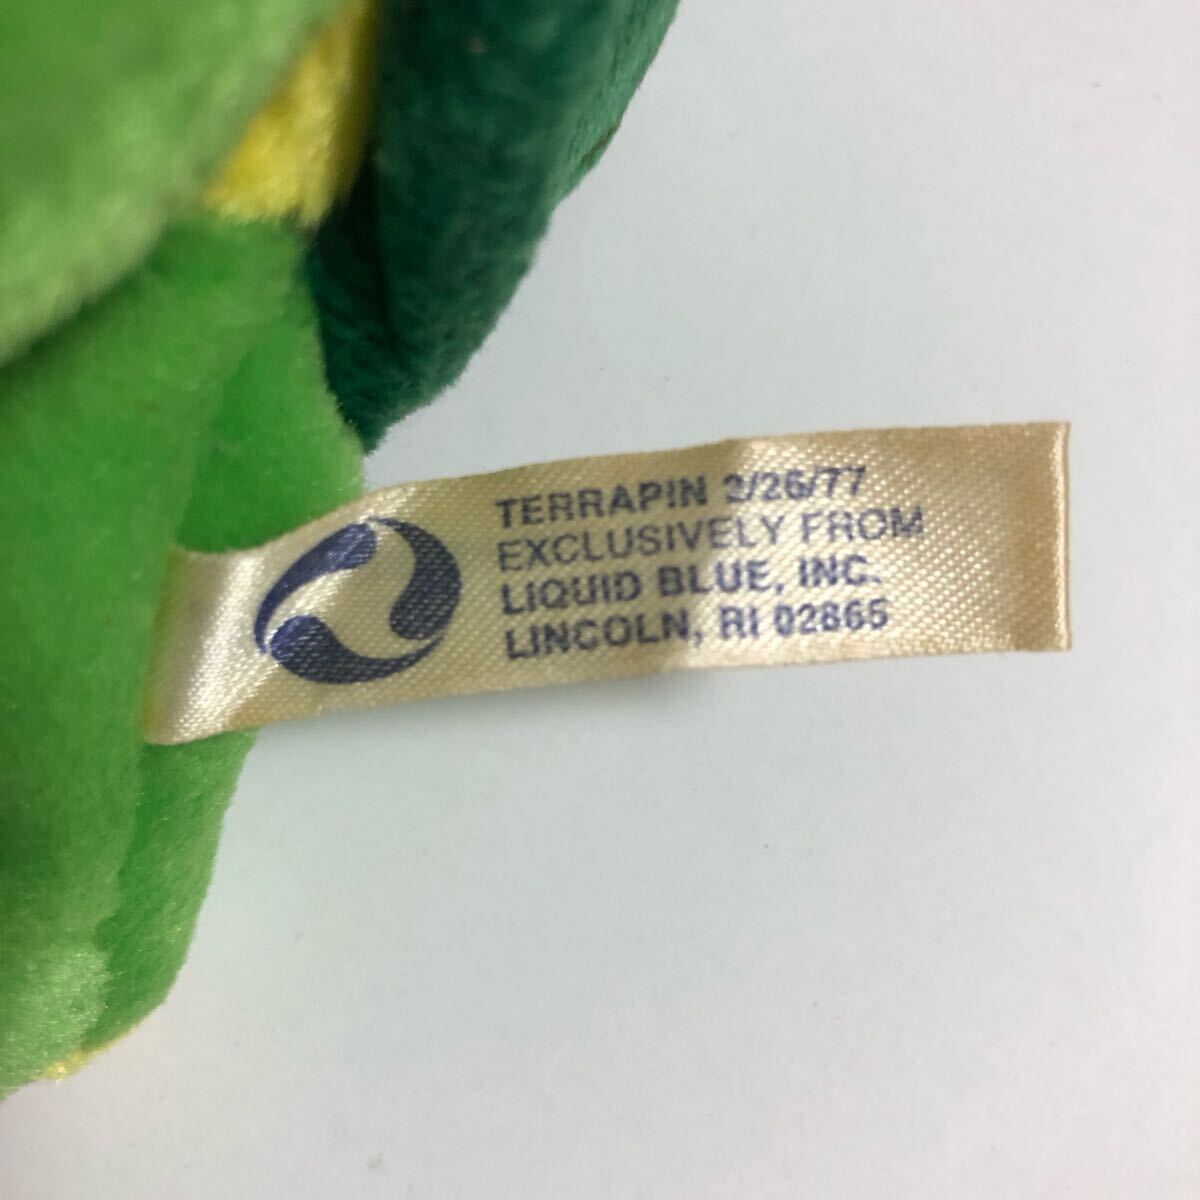 TERRAPIN 2/26/77
EXCLUSIVELY FROM
LIQUID BLUE, INC.
LINCOLN, RI 02865